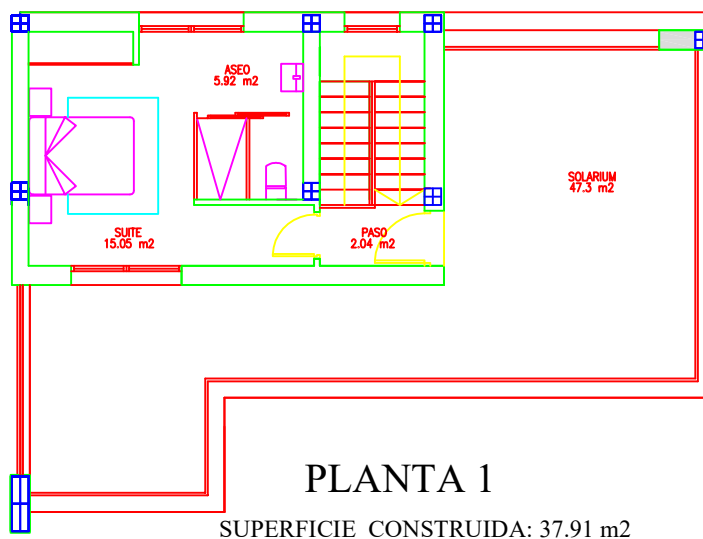 ASEO
5.92 m2
SOLARIUM
47.3 m2
SUITE
15.05 m2
PASO
2.04 m2
PLANTA 1
SUPERFICIE CONSTRUIDA: 37.91 m2